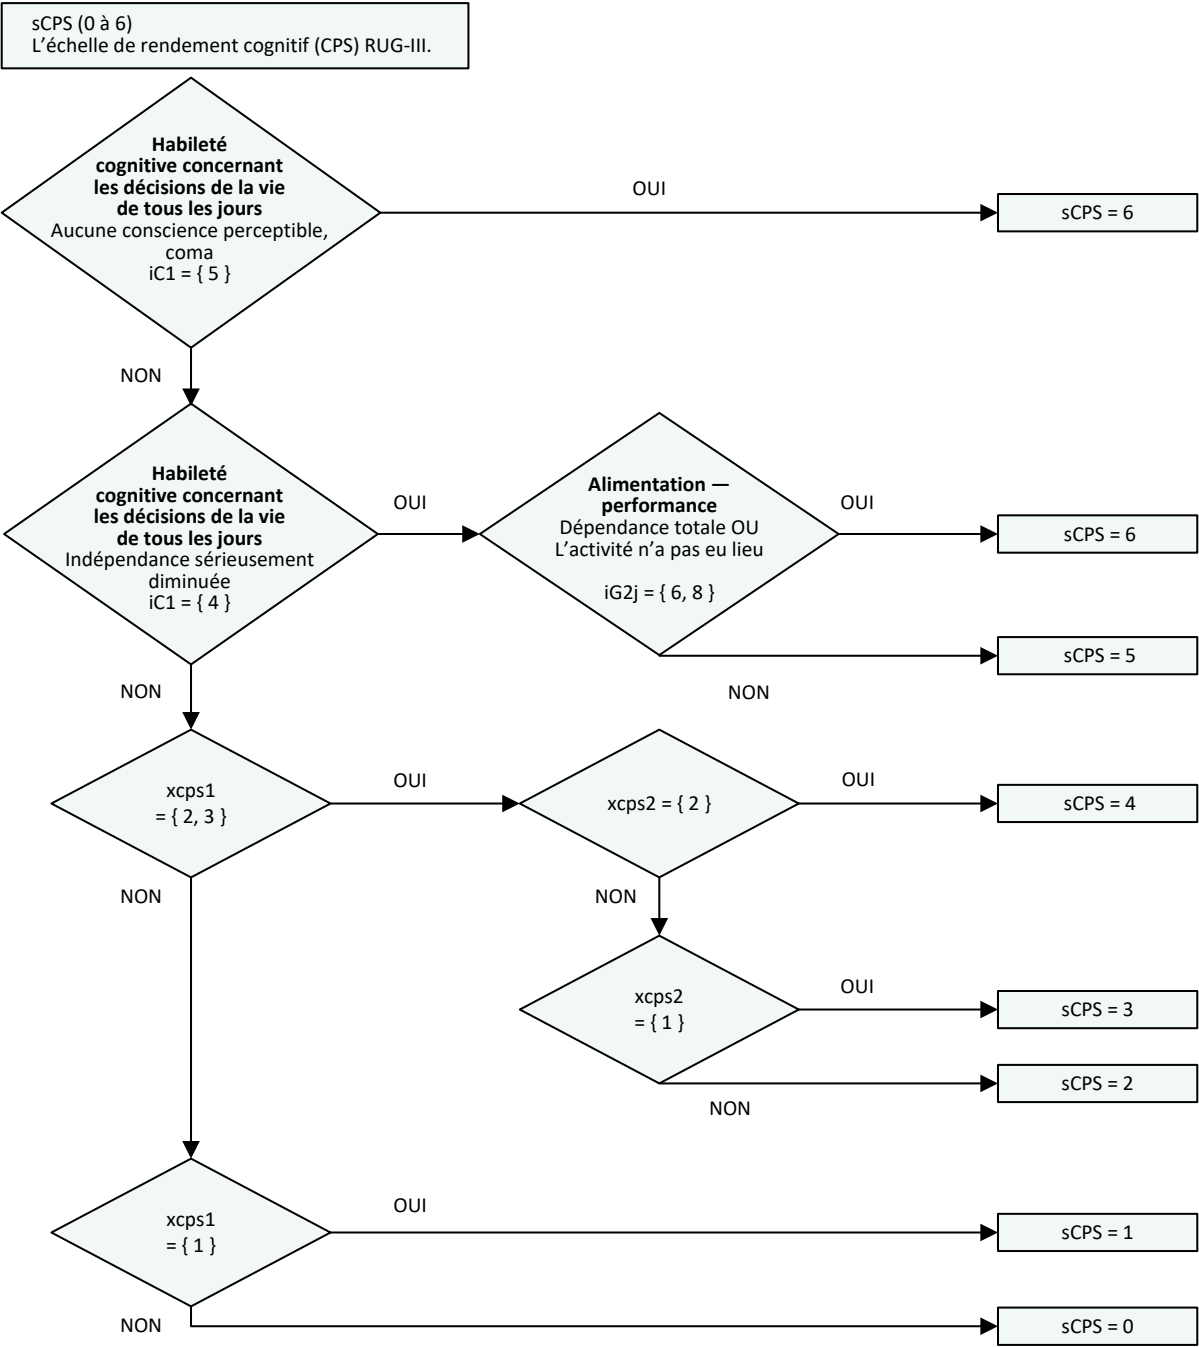 sCPS (0 à 6)
L'échelle de rendement cognitif (CPS) RUG-III.
Habileté
cognitive concernant
les décisions de la vie
de tous les jours
Aucune conscience perceptible,
coma
iC1 = { 5 }
OUI
sCPS = 6
NON
Habileté
cognitive concernant
les décisions de la vie
de tous les jours
Indépendance sérieusement
diminuée
iC1 = { 4 }
OUI
Alimentation —
performance
Dépendance totale OU
L'activité n'a pas eu lieu
iG2j = { 6, 8 }
OUI
sCPS = 6
NON
sCPS = 5
NON
xcps1
= { 2, 3 }
OUI
xcps2 = { 2 }
OUI
sCPS = 4
NON
xcps2
= { 1 }
OUI
sCPS = 3
NON
sCPS = 2
NON
xcps1
= { 1 }
OUI
sCPS = 1
NON
sCPS = 0